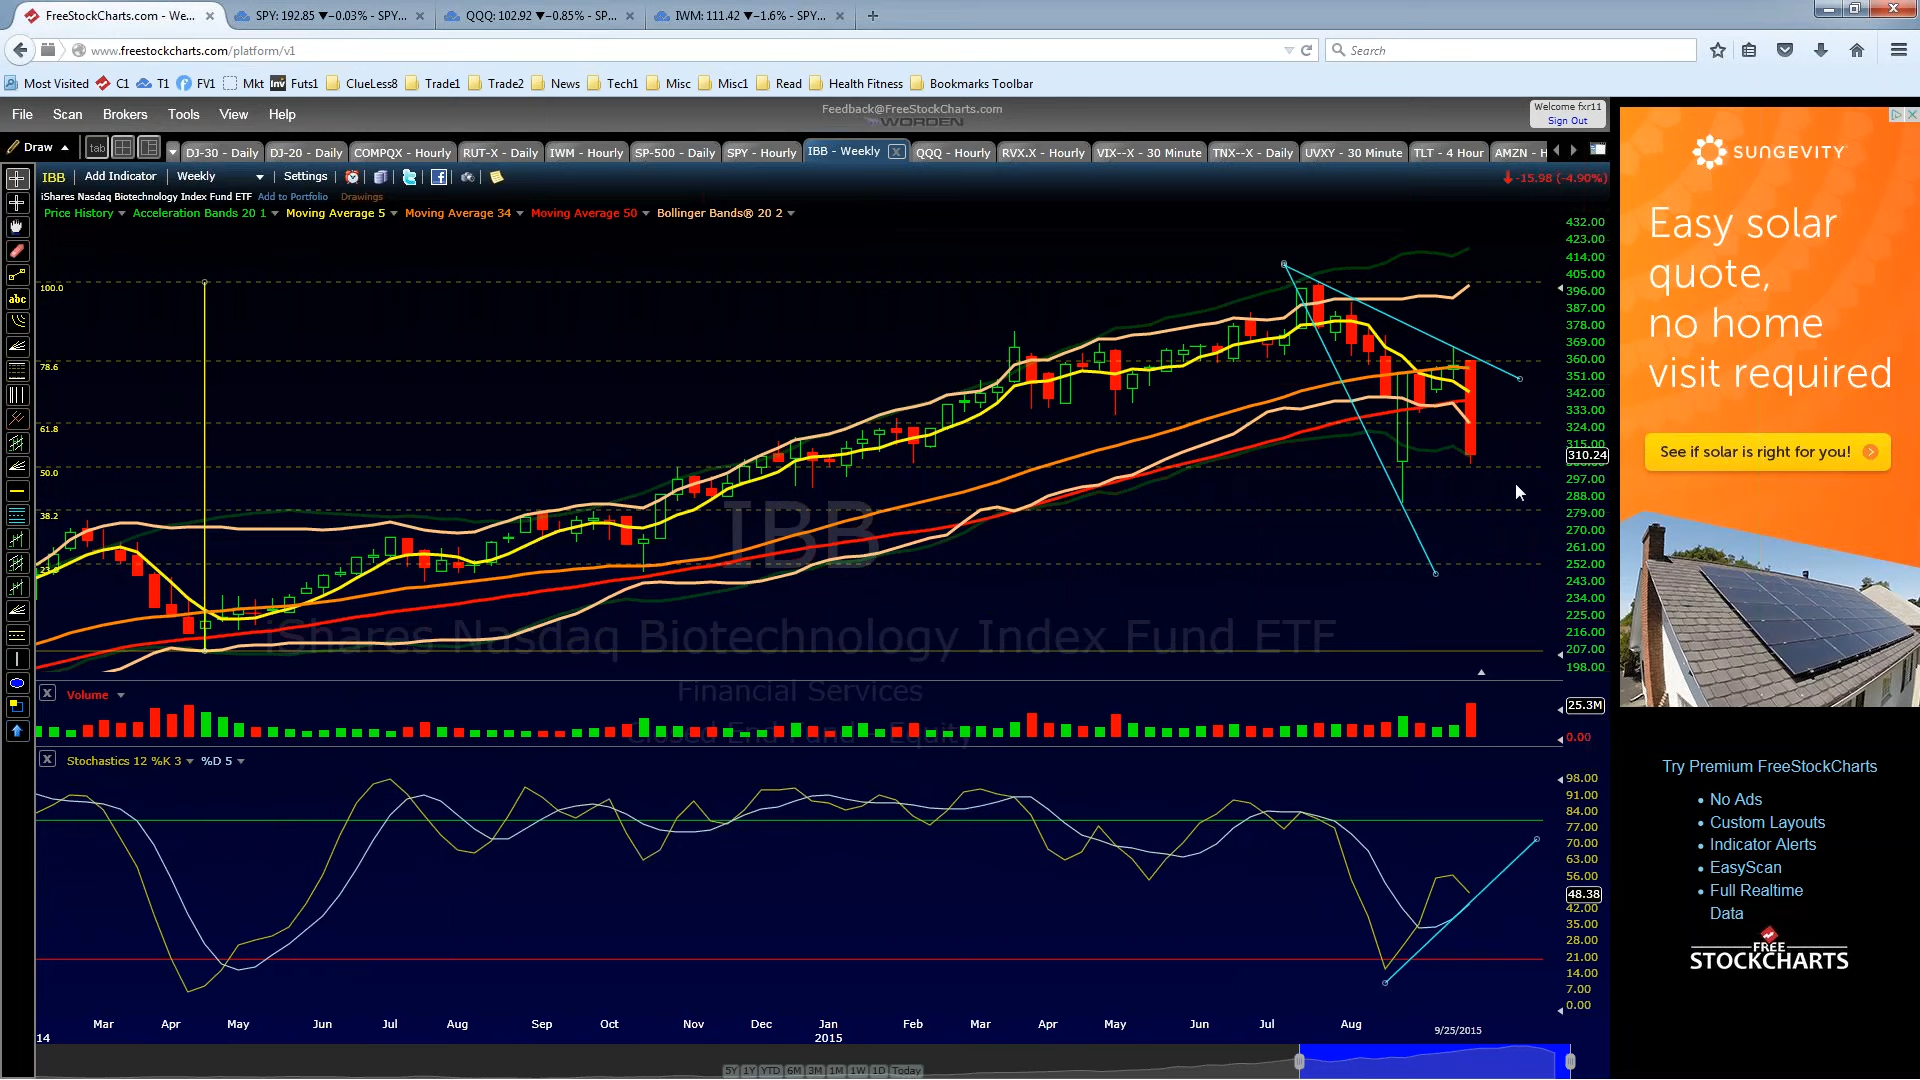 FreeStockCharts.com - We...
SPY: 192.85 ▼−0.03% - SPY...
QQQ: 102.92 ▼−0.85% - SP...
IWM: 111.42 ▼−1.6% - SPY...
www.freestockcharts.com/platform/v1
Search
Most Visited C1 T1 FV1 Mkt Inv Futs1 ClueLess8 Trade1 Trade2 News Tech1 Misc Misc1 Read Health Fitness Bookmarks Toolbar
File Scan Brokers Tools View Help
Feedback@FreeStockCharts.com
WORDEN
Welcome fxr11
Sign Out
Draw tab
DJ-30 - Daily DJ-20 - Daily COMPQX - Hourly RUT-X - Daily IWM - Hourly SP-500 - Daily SPY - Hourly IBB - Weekly QQQ - Hourly RVX.X - Hourly VIX--X - 30 Minute TNX--X - Daily UVXY - 30 Minute TLT - 4 Hour AMZN - H
IBB Add Indicator Weekly Settings
-15.98 (-4.90%)
iShares Nasdaq Biotechnology Index Fund ETF Add to Portfolio Drawings
Price History Acceleration Bands 20 1 Moving Average 5 Moving Average 34 Moving Average 50 Bollinger Bands® 20 2
abc
100.0
78.6
61.8
50.0
38.2
432.00
423.00
414.00
405.00
396.00
387.00
378.00
369.00
360.00
351.00
342.00
333.00
324.00
315.00
310.24
297.00
288.00
279.00
270.00
261.00
252.00
243.00
234.00
225.00
216.00
207.00
198.00
IBB
iShares Nasdaq Biotechnology Index Fund ETF
Financial Services
Closed End Fund - Equity
Volume
25.3M
0.00
Stochastics 12 %K 3 %D 5
98.00
91.00
84.00
77.00
70.00
63.00
56.00
48.38
42.00
35.00
28.00
21.00
14.00
7.00
0.00
Mar Apr May Jun Jul Aug Sep Oct Nov Dec Jan Feb Mar Apr May Jun Jul Aug 9/25/2015
14 2015
5Y 1Y YTD 6M 3M 1M 1W 1D Today
SUNGEVITY
Easy solar
quote,
no home
visit required
See if solar is right for you!
Try Premium FreeStockCharts
No Ads
Custom Layouts
Indicator Alerts
EasyScan
Full Realtime
Data
FREE
STOCKCHARTS